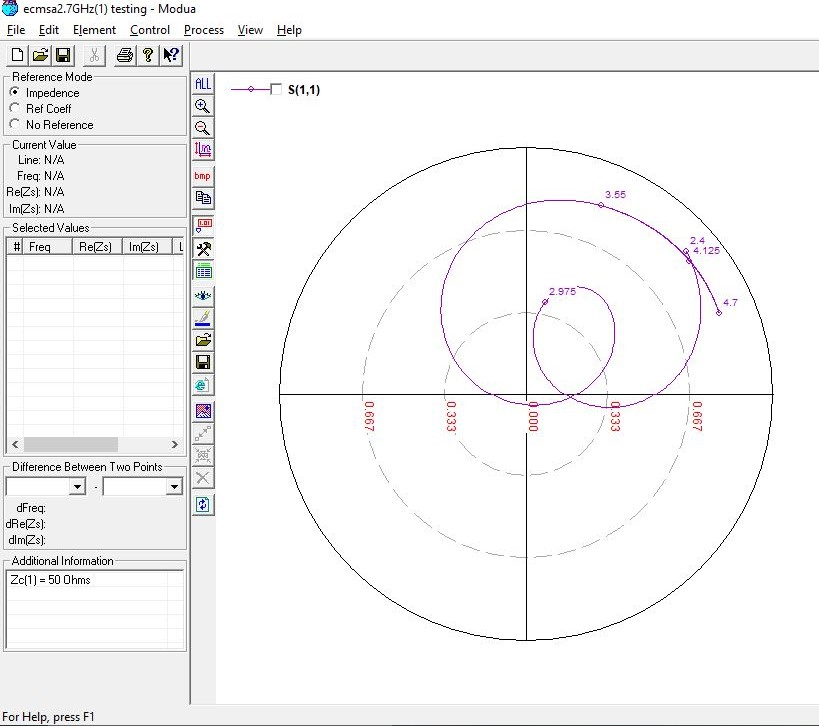 ecmsa2.7GHz(1) testing - Modua
File Edit Element Control Process View Help
Reference Mode
Impedence
Ref Coeff
No Reference
Current Value
Line: N/A
Freq: N/A
Re(Zs): N/A
Im(Zs): N/A
Selected Values
# Freq Re(Zs) Im(Zs) L
Difference Between Two Points
-
dFreq:
dRe(Zs):
dIm(Zs):
Additional Information
Zc(1) = 50 Ohms
ALL
bmp
1.01
S(1,1)
3.55
2.4
4.125
2.975
4.7
0.667 0.333 0.000 0.333 0.667
For Help, press F1